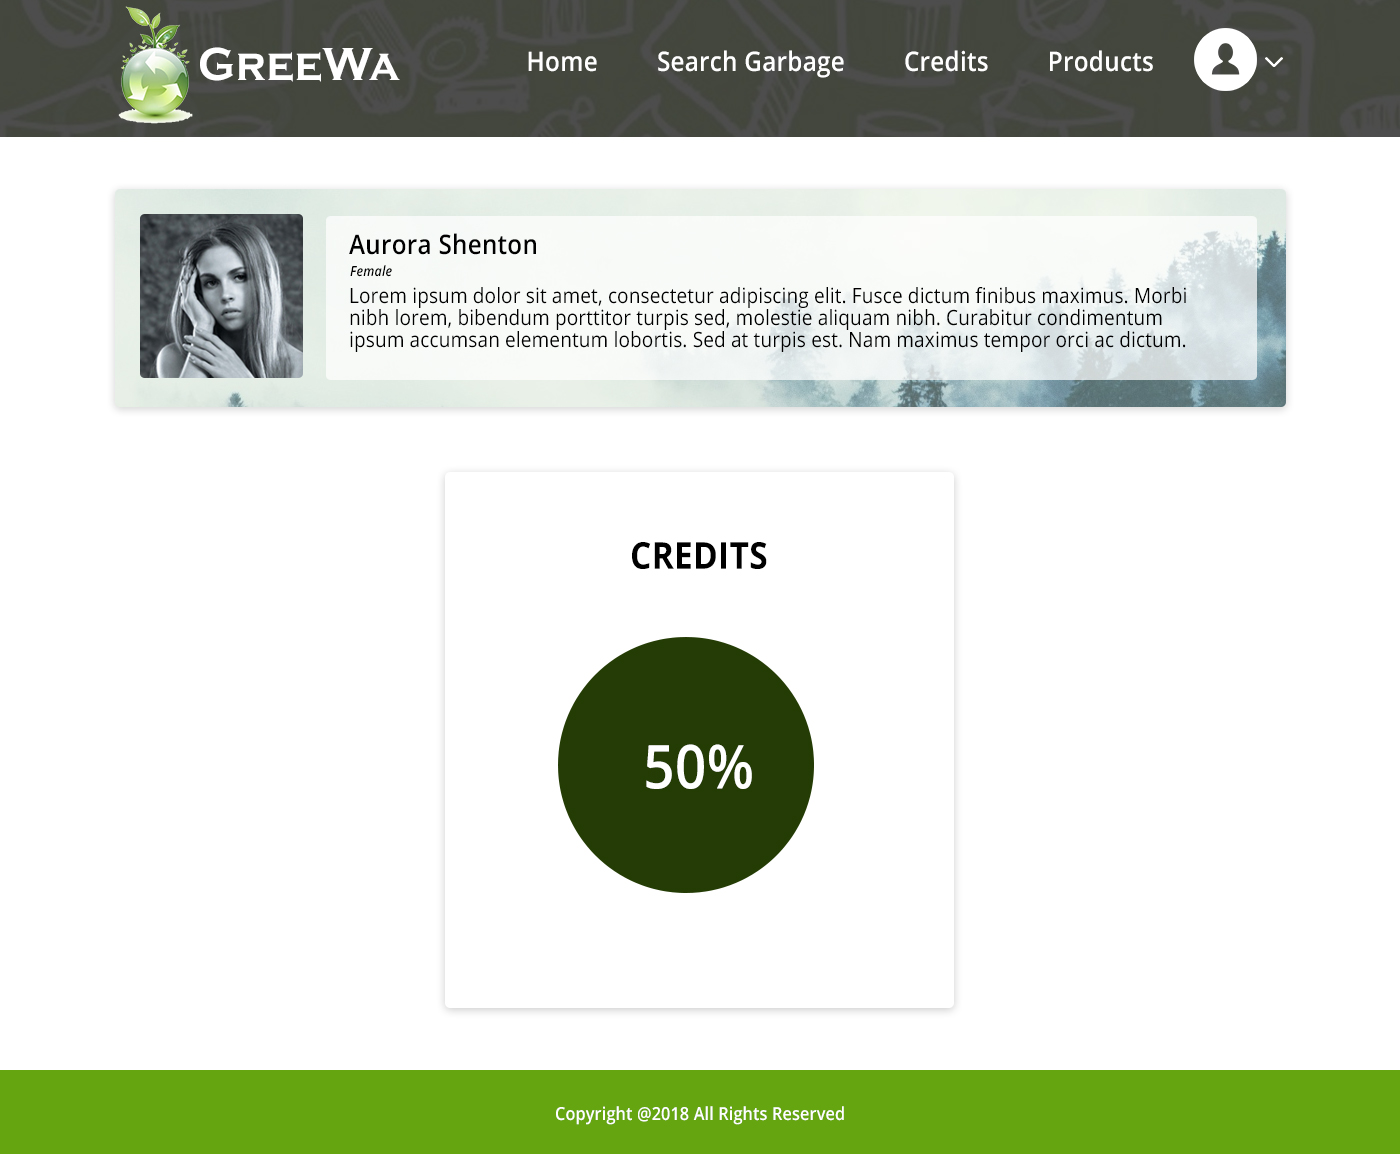 GREEWA
Home
Search Garbage
Credits
Products
Aurora Shenton
Female
Lorem ipsum dolor sit amet, consectetur adipiscing elit. Fusce dictum finibus maximus. Morbi
nibh lorem, bibendum porttitor turpis sed, molestie aliquam nibh. Curabitur condimentum
ipsum accumsan elementum lobortis. Sed at turpis est. Nam maximus tempor orci ac dictum.
CREDITS
50%
Copyright @2018 All Rights Reserved